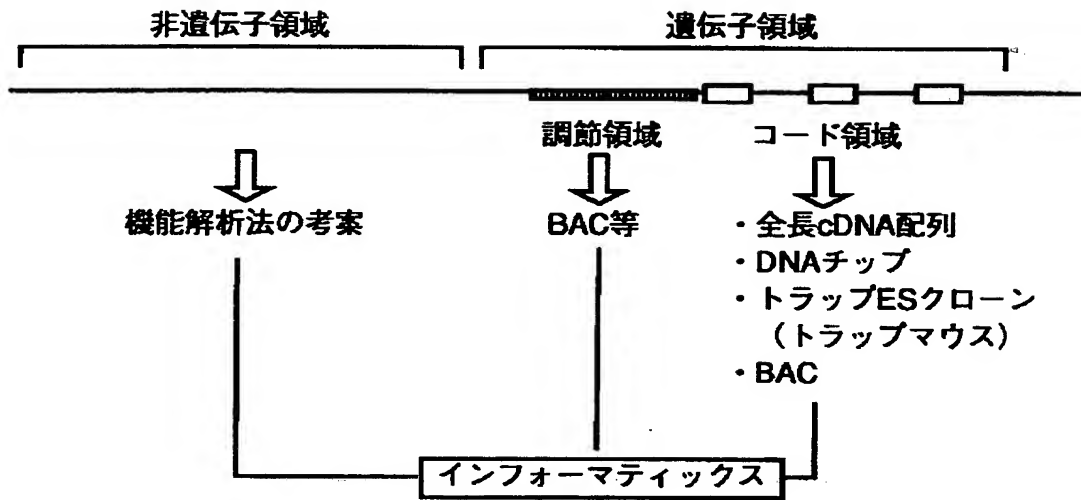 非遺伝子領域
遺伝子領域
調節領域
コード領域
機能解析法の考案
BAC等
・全長cDNA配列
・DNAチップ
・トラップESクローン
（トラップマウス）
・BAC
インフォーマティックス